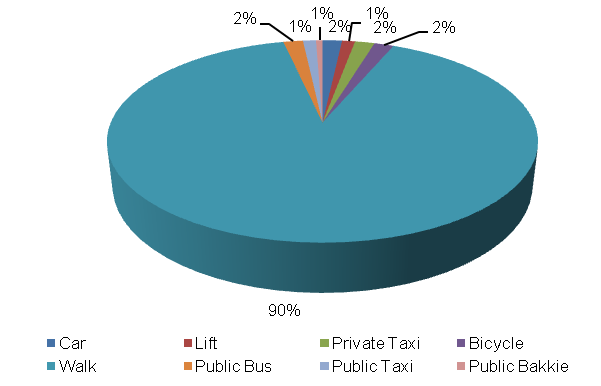 1% 1%
2% 1% 2% 2% 2%
90%
Car Lift Private Taxi Bicycle
Walk Public Bus Public Taxi Public Bakkie